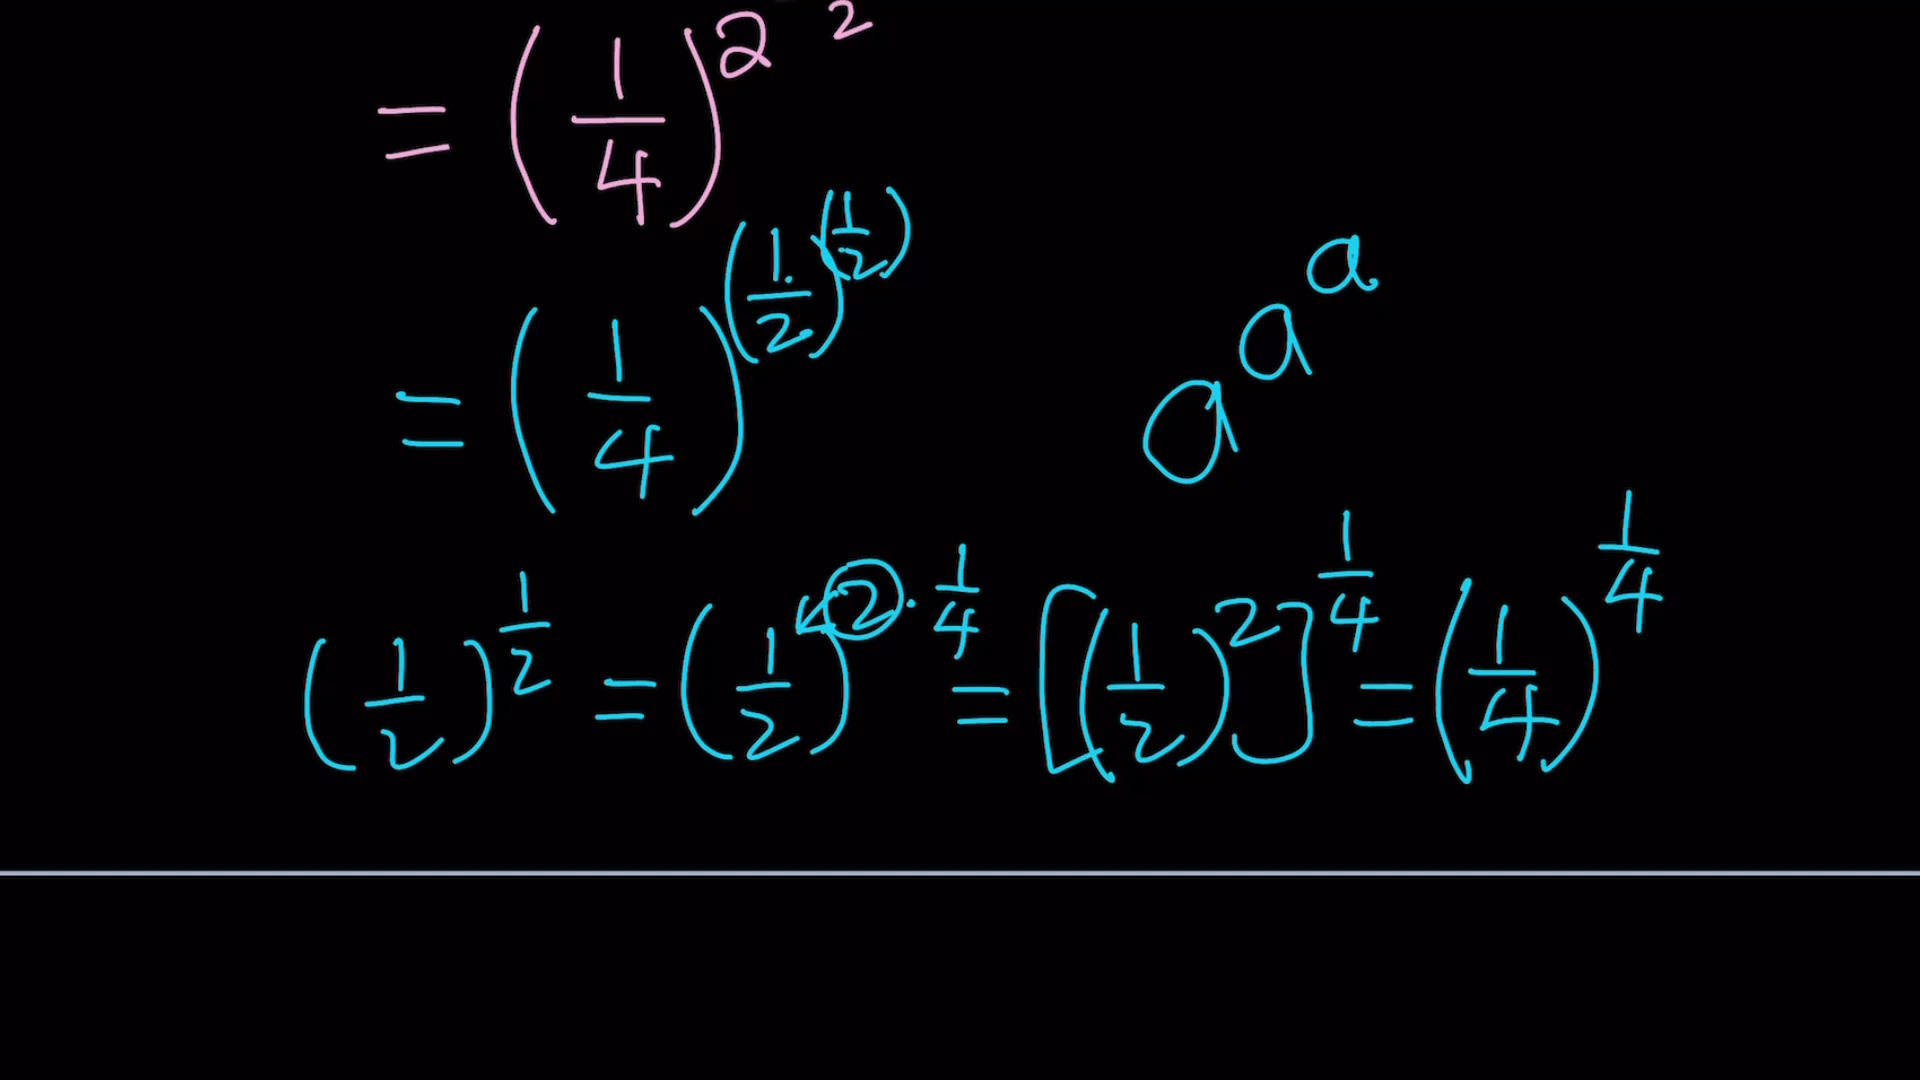 = (1/4)^2 ^2
= (1/4)^(1/2)^(1/2)
a^a^a
(1/2)^1/2 = (1/2)^2·1/4 = [(1/2)^2]^1/4 = (1/4)^1/4